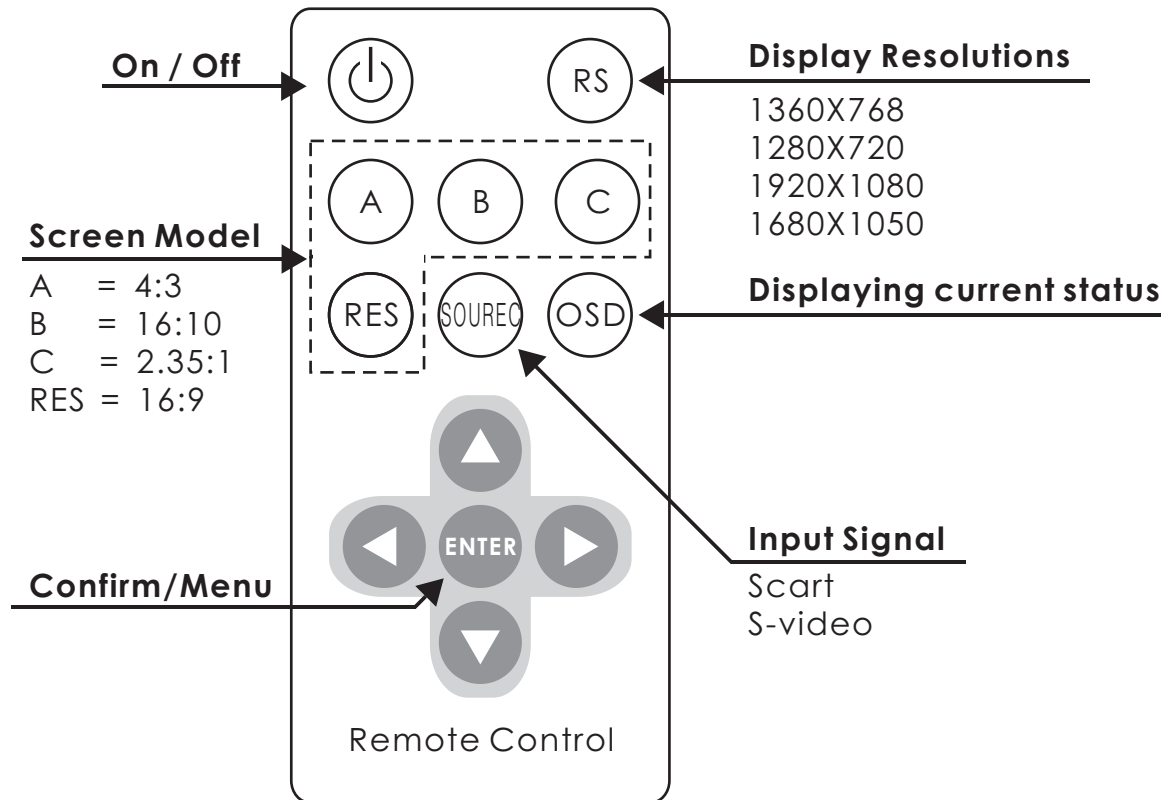 On / Off
RS
Display Resolutions
1360X768
1280X720
1920X1080
1680X1050
A
B
C
Screen Model
A = 4:3
B = 16:10
C = 2.35:1
RES = 16:9
RES
SOUREC
OSD
Displaying current status
ENTER
Input Signal
Scart
S-video
Confirm/Menu
Remote Control